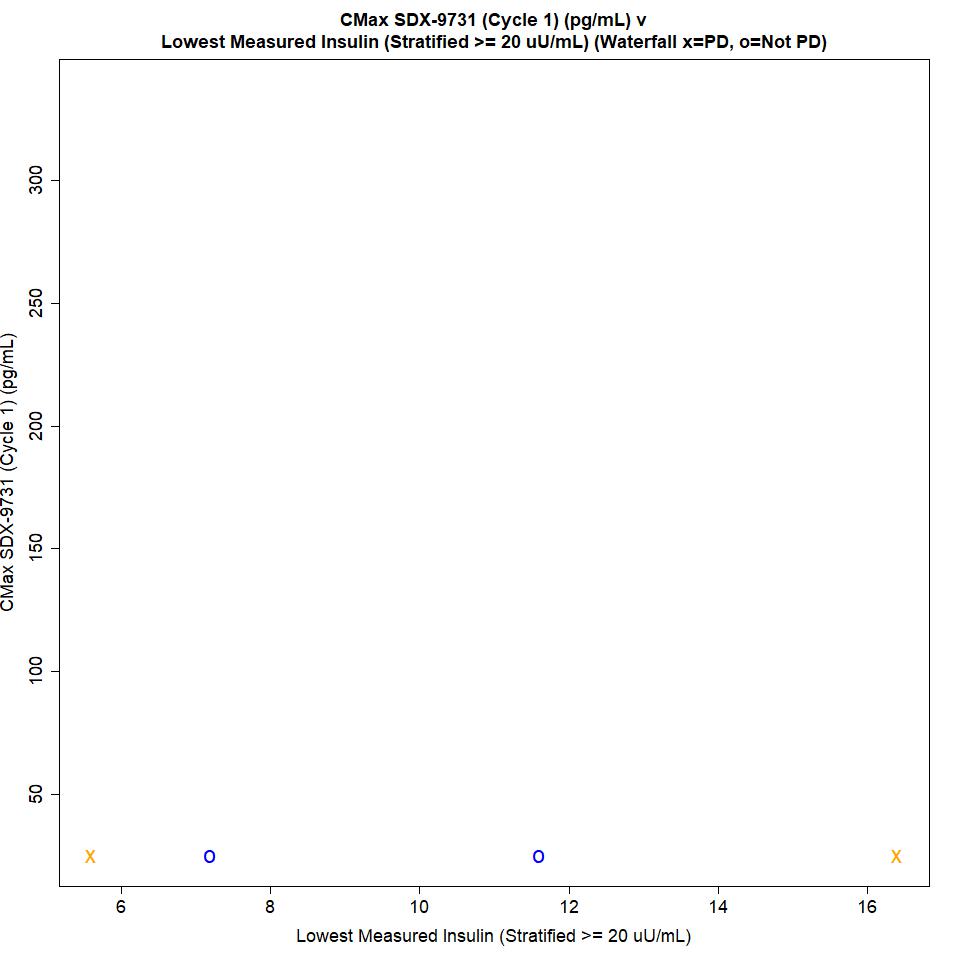 CMax SDX-9731 (Cycle 1) (pg/mL) v
Lowest Measured Insulin (Stratified >= 20 uU/mL) (Waterfall x=PD, o=Not PD)
CMax SDX-9731 (Cycle 1) (pg/mL)
300
250
200
150
100
50
X
O
O
X
6
8
10
12
14
16
Lowest Measured Insulin (Stratified >= 20 uU/mL)